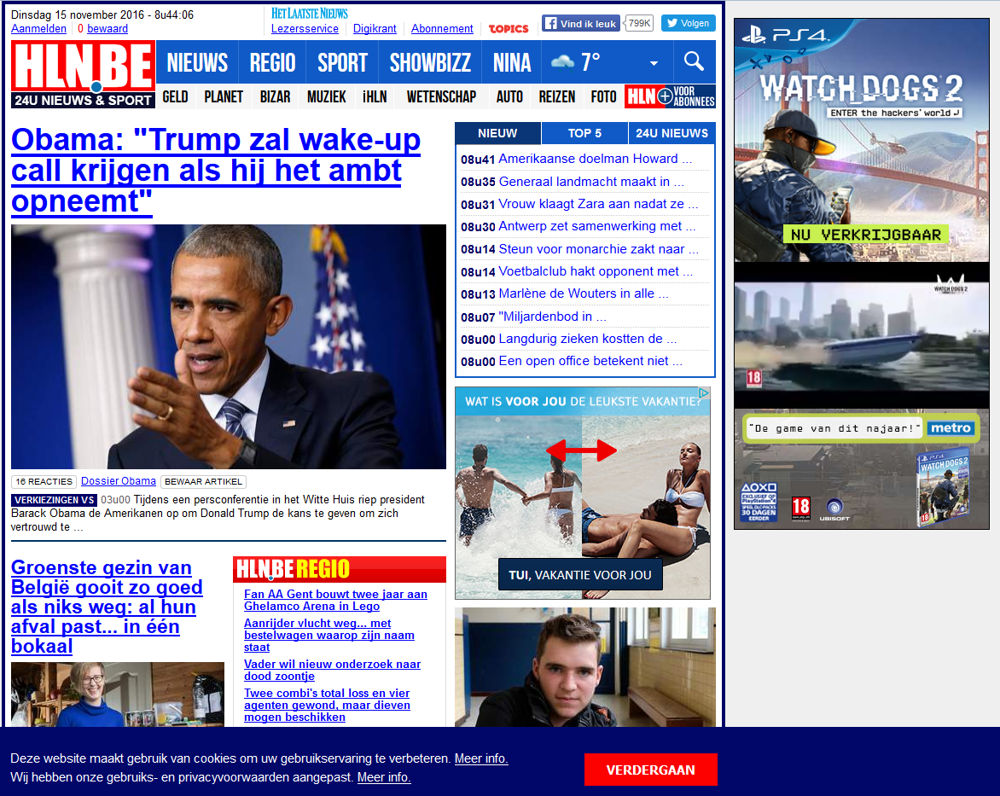 Dinsdag 15 november 2016 - 8u44:06
Aanmelden 0 bewaard
HET LAATSTE NIEUWS
Lezersservice Digikrant Abonnement TOPICS
Vind ik leuk 799K Volgen
HLN.BE
24U NIEUWS & SPORT
NIEUWS REGIO SPORT SHOWBIZZ NINA 7°
GELD PLANET BIZAR MUZIEK iHLN WETENSCHAP AUTO REIZEN FOTO HLN+ VOOR ABONNEES
Obama: "Trump zal wake-up
call krijgen als hij het ambt
opneemt"
16 REACTIES Dossier Obama BEWAAR ARTIKEL
VERKIEZINGEN VS 03u00 Tijdens een persconferentie in het Witte Huis riep president
Barack Obama de Amerikanen op om Donald Trump de kans te geven om zich
vertrouwd te ...
Groenste gezin van
België gooit zo goed
als niks weg: al hun
afval past... in één
bokaal
HLN.BE REGIO
Fan AA Gent bouwt twee jaar aan
Ghelamco Arena in Lego
Aanrijder vlucht weg... met
bestelwagen waarop zijn naam
staat
Vader wil nieuw onderzoek naar
dood zoontje
Twee combi's total loss en vier
agenten gewond, maar dieven
mogen beschikken
NIEUW TOP 5 24U NIEUWS
08u41 Amerikaanse doelman Howard ...
08u35 Generaal landmacht maakt in ...
08u31 Vrouw klaagt Zara aan nadat ze ...
08u30 Antwerp zet samenwerking met ...
08u14 Steun voor monarchie zakt naar ...
08u14 Voetbalclub hakt opponent met ...
08u13 Marlène de Wouters in alle ...
08u07 "Miljardenbod in ...
08u00 Langdurig zieken kostten de ...
08u00 Een open office betekent niet ...
WAT IS VOOR JOU DE LEUKSTE VAKANTIE?
TUI, VAKANTIE VOOR JOU
PS4
WATCH DOGS 2
ENTER the hackers' world
NU VERKRIJGBAAR
WATCH DOGS 2
18
"De game van dit najaar!" metro
PS4
WATCH DOGS 2
EXCLUSIEF OP
PlayStation 4
SPEEL DLC-PACKS
30 DAGEN
EERDER
18
UBISOFT
Deze website maakt gebruik van cookies om uw gebruikservaring te verbeteren. Meer info.
Wij hebben onze gebruiks- en privacyvoorwaarden aangepast. Meer info.
VERDERGAAN